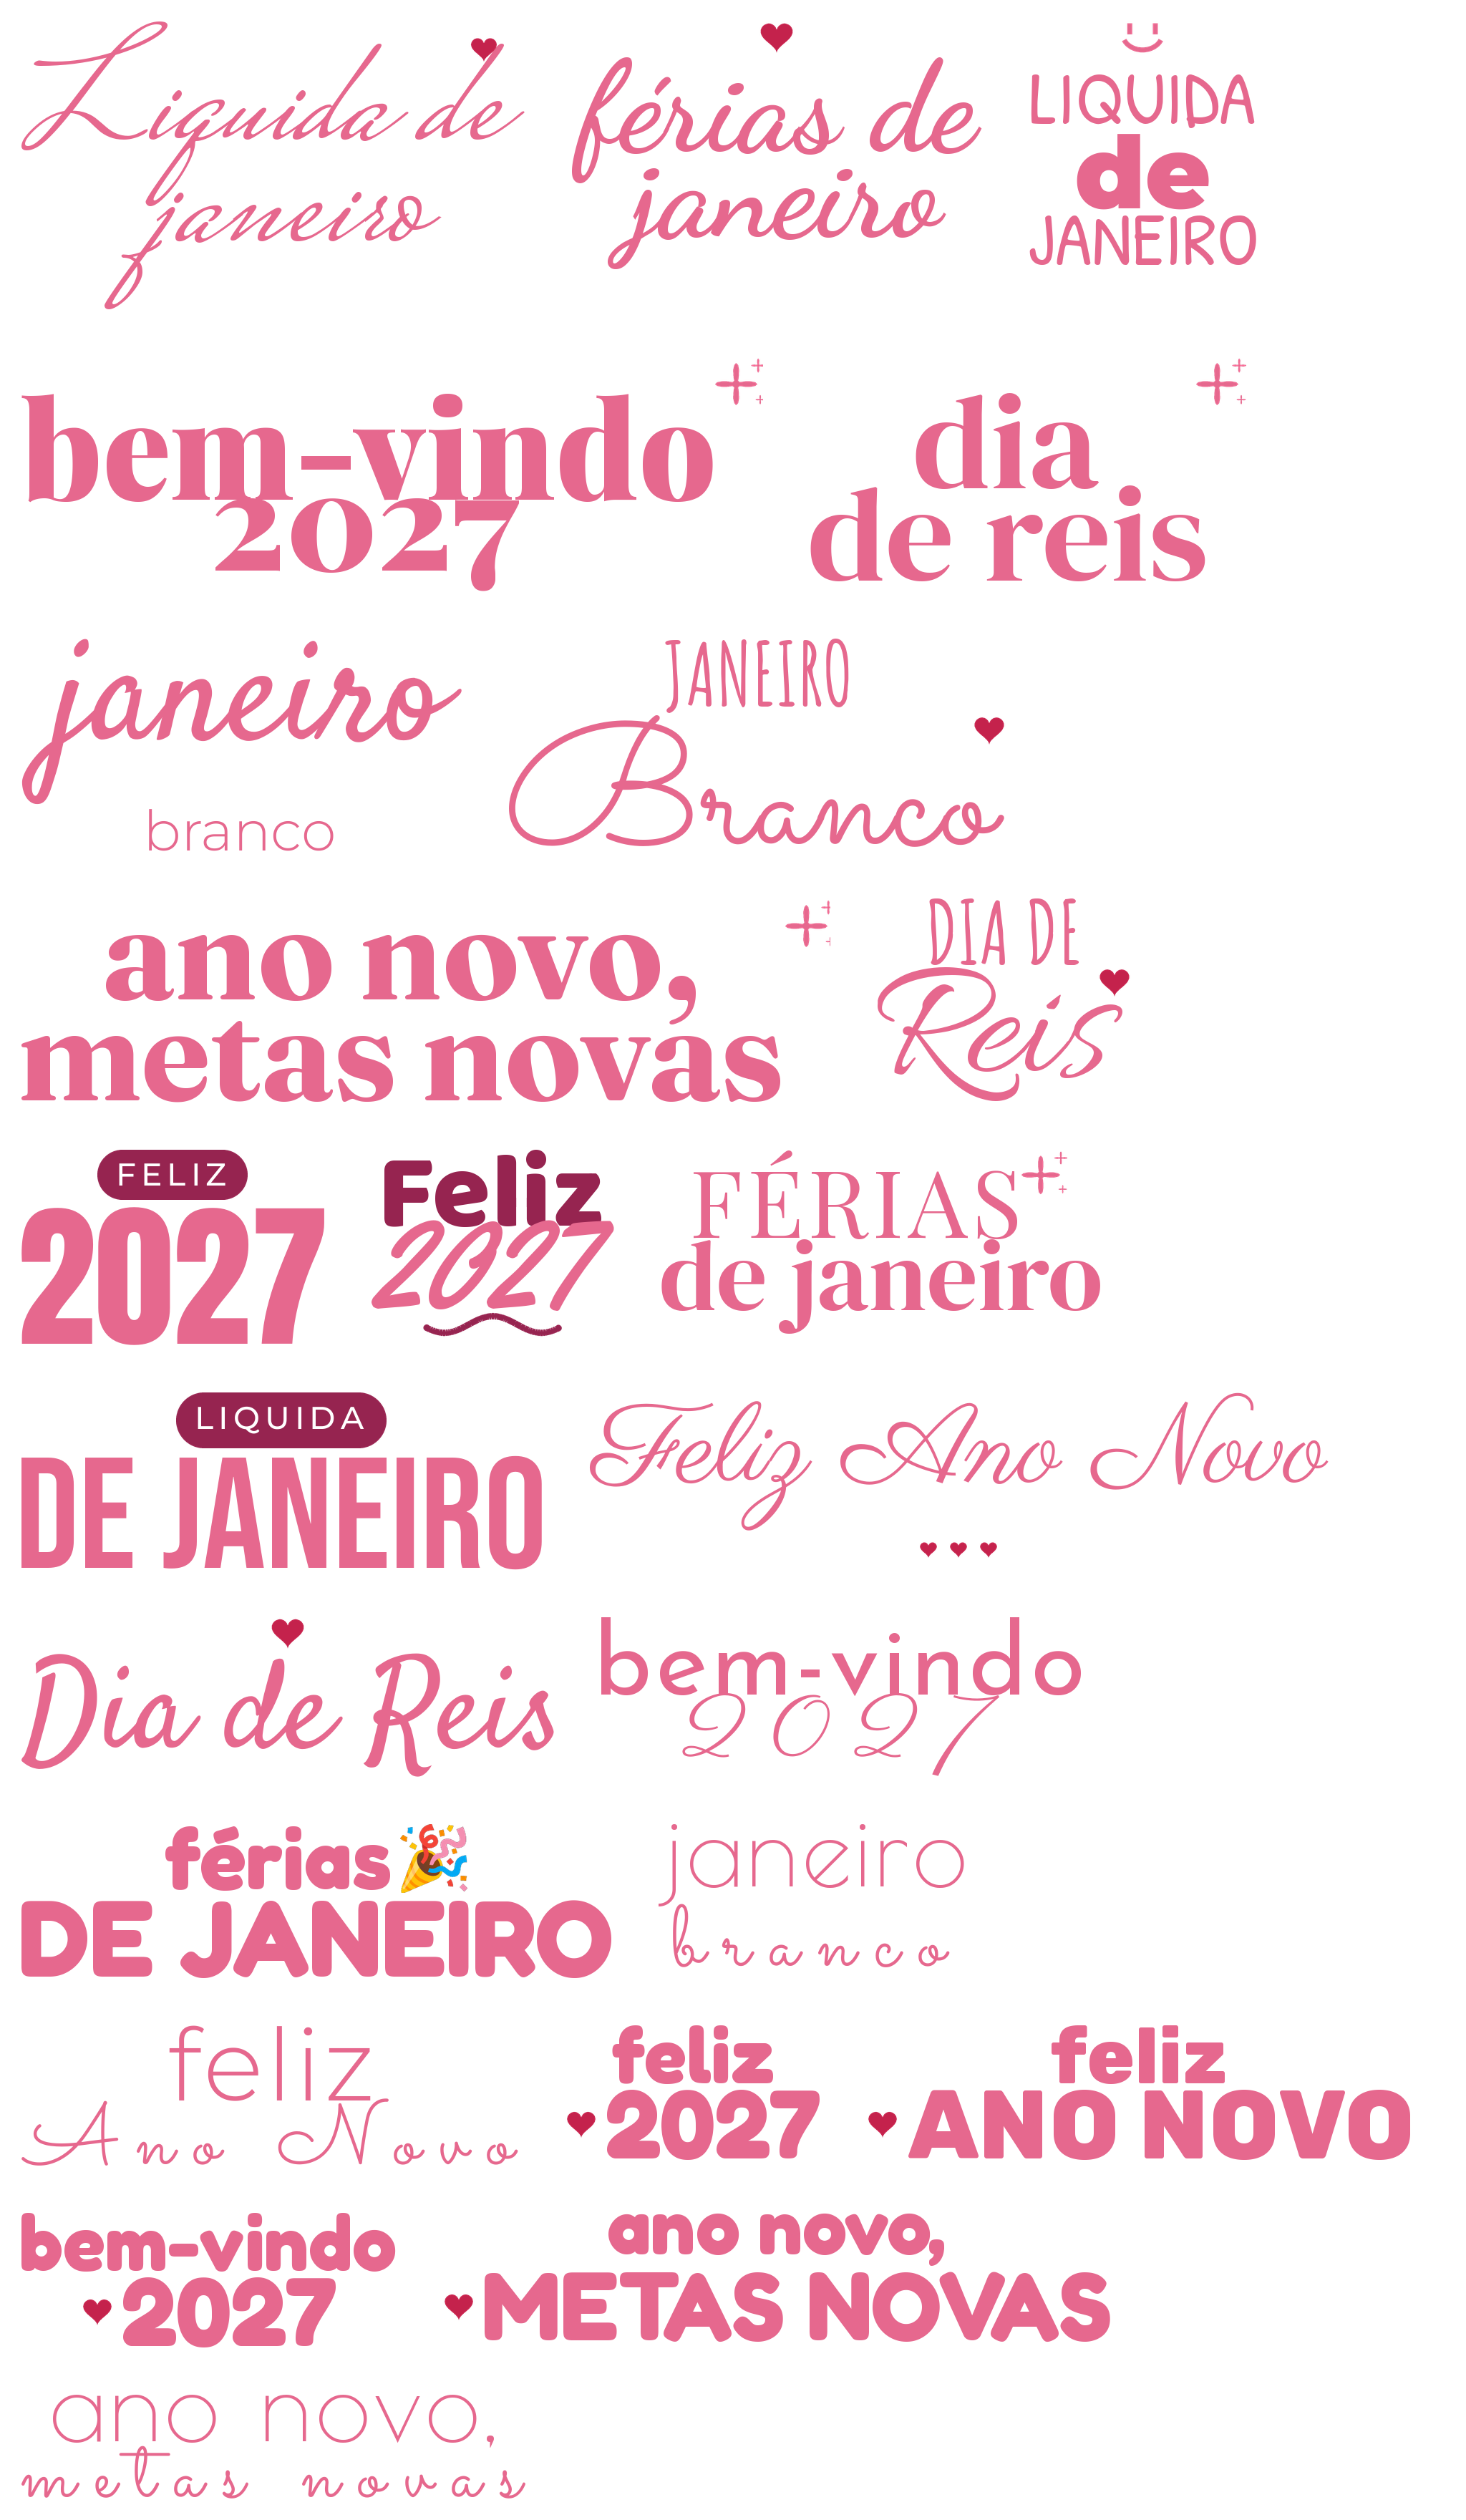 Liquida de
janeiro
férias de
janeiro
LIQUIDA
de
JANEIRO
bem-vindo
2027
dia
de reis
janeiro
branco
JANEIRO
Branco
ano novo,
metas novas
DIA DE
Reis
FELIZ
2027
Feliz
2027
FÉRIAS
de janeiro
LIQUIDA
DE JANEIRO
Feliz Ano Novo
Dia de Reis
bem-vindo
2027
férias
DE JANEIRO
janeiro
branco
feliz
Ano Novo
feliz
2027
feliz
ANO NOVO
bem-vindo
2027
ano novo,
METAS NOVAS
ano novo,
metas novas